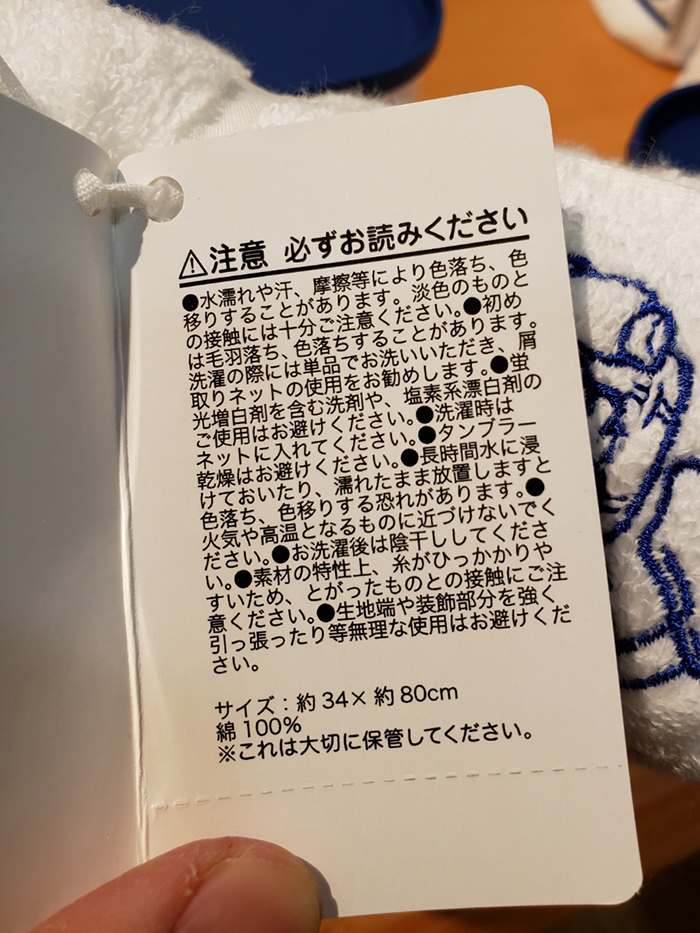 ⚠注意 必ずお読みください
●水濡れや汗、摩擦等により色落ち、色
移りすることがあります。淡色のものと
の接触には十分ご注意ください。●初め
は毛羽落ち、色落ちすることがあります。
洗濯の際には単品でお洗いいただき、屑
取りネットの使用をお勧めします。●蛍
光増白剤を含む洗剤や、塩素系漂白剤の
ご使用はお避けください。●洗濯時は
ネットに入れてください。●タンブラー
乾燥はお避けください。●長時間水に浸
けておいたり、濡れたまま放置しますと
色落ち、色移りする恐れがあります。●
火気や高温となるものに近づけないでく
ださい。●お洗濯後は陰干ししてくださ
い。●素材の特性上、糸がひっかかりや
すいため、とがったものとの接触にご注
意ください。●生地端や装飾部分を強く
引っ張ったり等無理な使用はお避けくだ
さい。
サイズ：約34×約80cm
綿100%
※これは大切に保管してください。